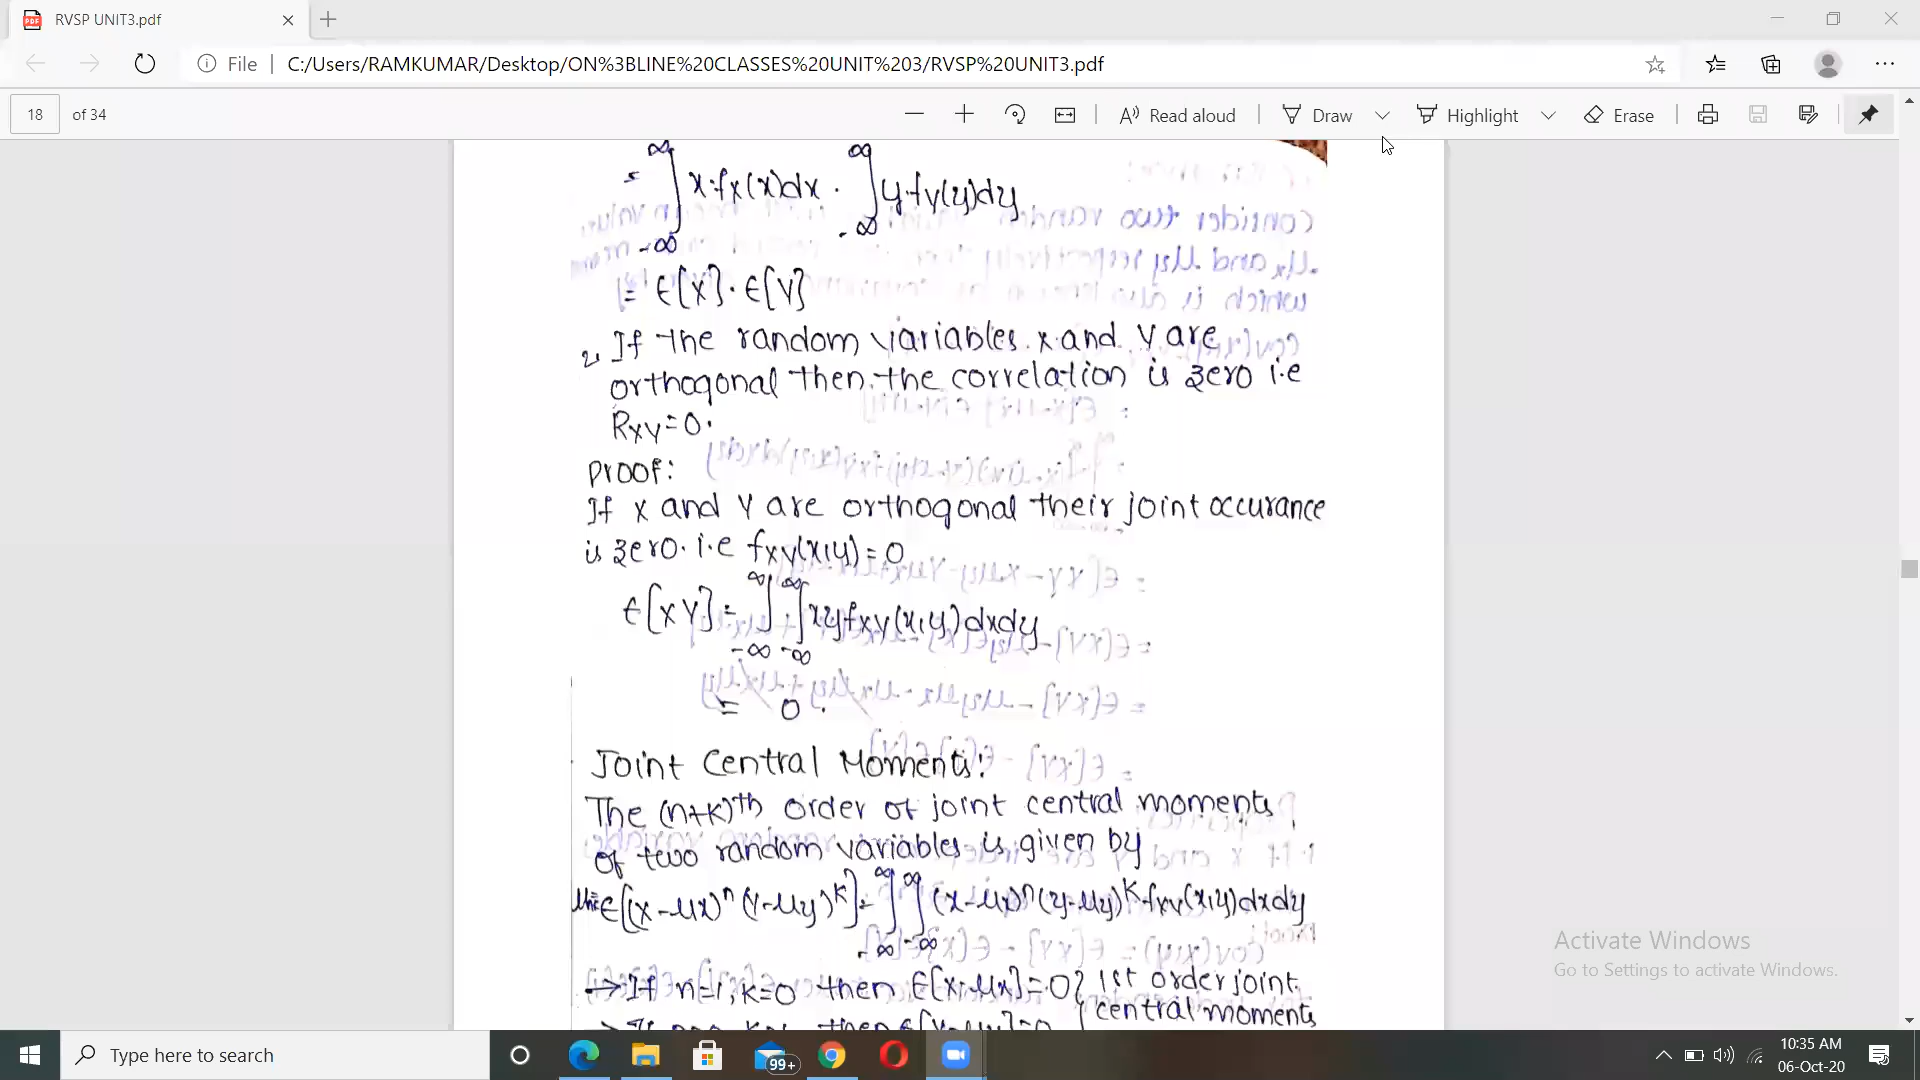 RVSP UNIT3.pdf
File
C:/Users/RAMKUMAR/Desktop/ON%3BLINE%20CLASSES%20UNIT%203/RVSP%20UNIT3.pdf
18 of 34
Read aloud
Draw
Highlight
Erase
= ∫_{-∞}^{∞} x·fx(x)dx · ∫_{-∞}^{∞} y·fy(y)dy
= E[X]·E[Y]
2, If the random variables x and y are
orthogonal then the correlation is zero i.e
Rxy=0.
Proof:
If x and y are orthogonal their joint occurance
is zero. i.e fxy(x,y)=0
E[XY] = ∫_{-∞}^{∞} ∫_{-∞}^{∞} xy fxy(x,y)dxdy
= 0.
Joint Central Moments:
The (n+k)th order of joint central moments
of two random variables is given by
E[(x-μx)^n (Y-μy)^k] = ∫_{-∞}^{∞} ∫_{-∞}^{∞} (x-μx)^n (y-μy)^k fxy(x,y)dxdy
→ If n=1, k=0 then E[x-μx]=0 } 1st order joint
central moments
Activate Windows
Go to Settings to activate Windows.
Type here to search
99+
10:35 AM
06-Oct-20